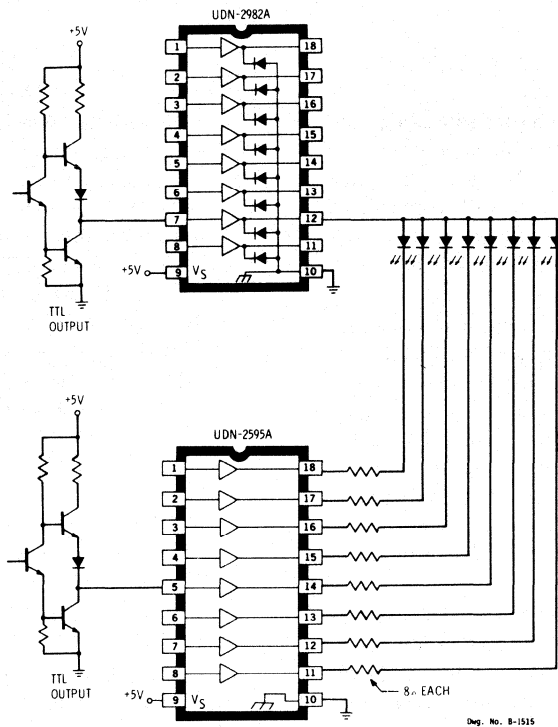 UDN-2982A
+5V
1 18
2 17
3 16
4 15
5 14
6 13
7 12
8 11
+5V 9 VS 10
TTL
OUTPUT
+5V
UDN-2595A
1 18
2 17
3 16
4 15
5 14
6 13
7 12
8 11
+5V 9 VS 10
TTL
OUTPUT
EACH
Dwg. No. B-1515